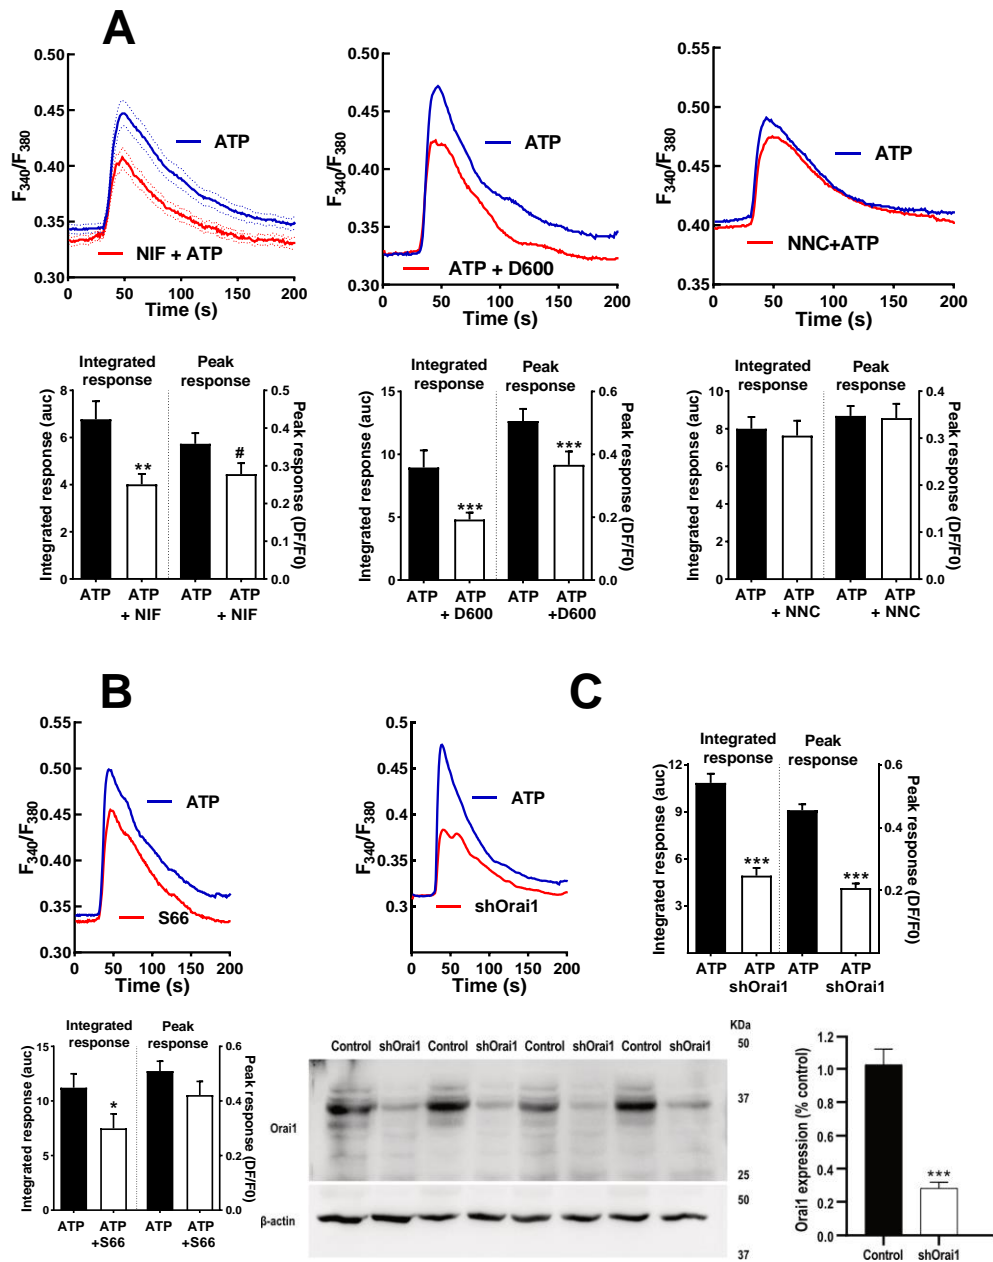 A
0.50
0.45
0.40
0.35
0.30
F340/F380
ATP
NIF + ATP
0 50 100 150 200
Time (s)
0.50
0.45
0.40
0.35
0.30
F340/F380
ATP
ATP + D600
0 50 100 150 200
Time (s)
0.55
0.50
0.45
0.40
0.35
F340/F380
ATP
NNC+ATP
0 50 100 150 200
Time (s)
Integrated response
Peak response
Integrated response (auc)
8
6
4
2
0
**
#
0.5
0.4
0.3
0.2
0.1
0.0
Peak response (DF/F0)
ATP ATP ATP ATP
+ NIF + NIF
Integrated response
Peak response
Integrated response (auc)
15
10
5
0
***
***
0.6
0.4
0.2
0.0
Peak response (DF/F0)
ATP ATP ATP ATP
+ D600 +D600
Integrated response
Peak response
Integrated response (auc)
10
8
6
4
2
0
0.4
0.3
0.2
0.1
0.0
Peak response (DF/F0)
ATP ATP ATP ATP
+ NNC + NNC
B
0.55
0.50
0.45
0.40
0.35
0.30
F340/F380
ATP
S66
0 50 100 150 200
Time (s)
Integrated response
Peak response
Integrated response (auc)
15
10
5
0
*
0.6
0.4
0.2
0.0
Peak response (DF/F0)
ATP ATP ATP ATP
+S66 +S66
C
0.5
0.45
0.4
0.35
0.3
F340/F380
ATP
shOrai1
0 50 100 150 200
Time (s)
Integrated response
Peak response
Integrated response (auc)
12
9
6
3
***
***
0.6
0.4
0.2
Peak response (DF/F0)
ATP ATP ATP ATP
shOrai1 shOrai1
Control shOrai1 Control shOrai1 Control shOrai1 Control shOrai1
KDa
50
37
25
50
37
Orai1
β-actin
Orai1 expression (% control)
1.2
1.0
0.8
0.6
0.4
0.2
0.0
***
Control shOrai1